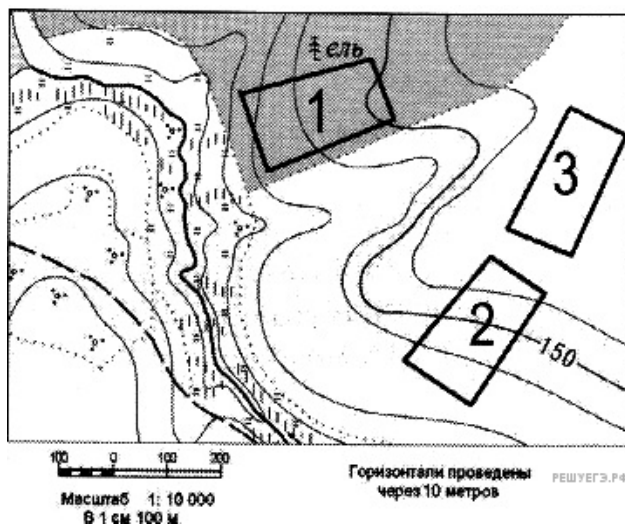 ель
1
3
2
150
100 0 100 200
Масштаб 1: 10 000
В 1 см 100 м
Горизонтали проведены
через 10 метров
РЕШУЕГЭ.РФ